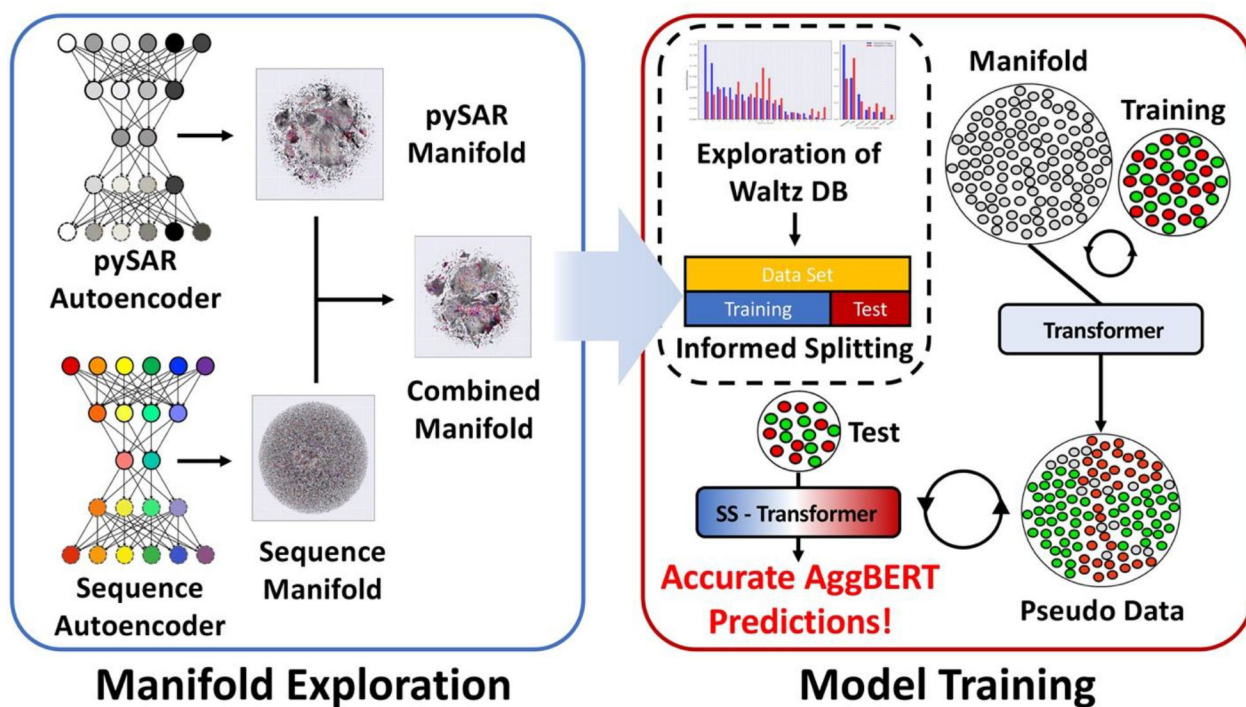 pySAR
Autoencoder
pySAR
Manifold
Combined
Manifold
Sequence
Autoencoder
Sequence
Manifold
Manifold Exploration
Exploration of
Waltz DB
Data Set
Training
Test
Informed Splitting
Manifold
Training
Transformer
Pseudo Data
Test
SS - Transformer
Accurate AggBERT
Predictions!
Model Training